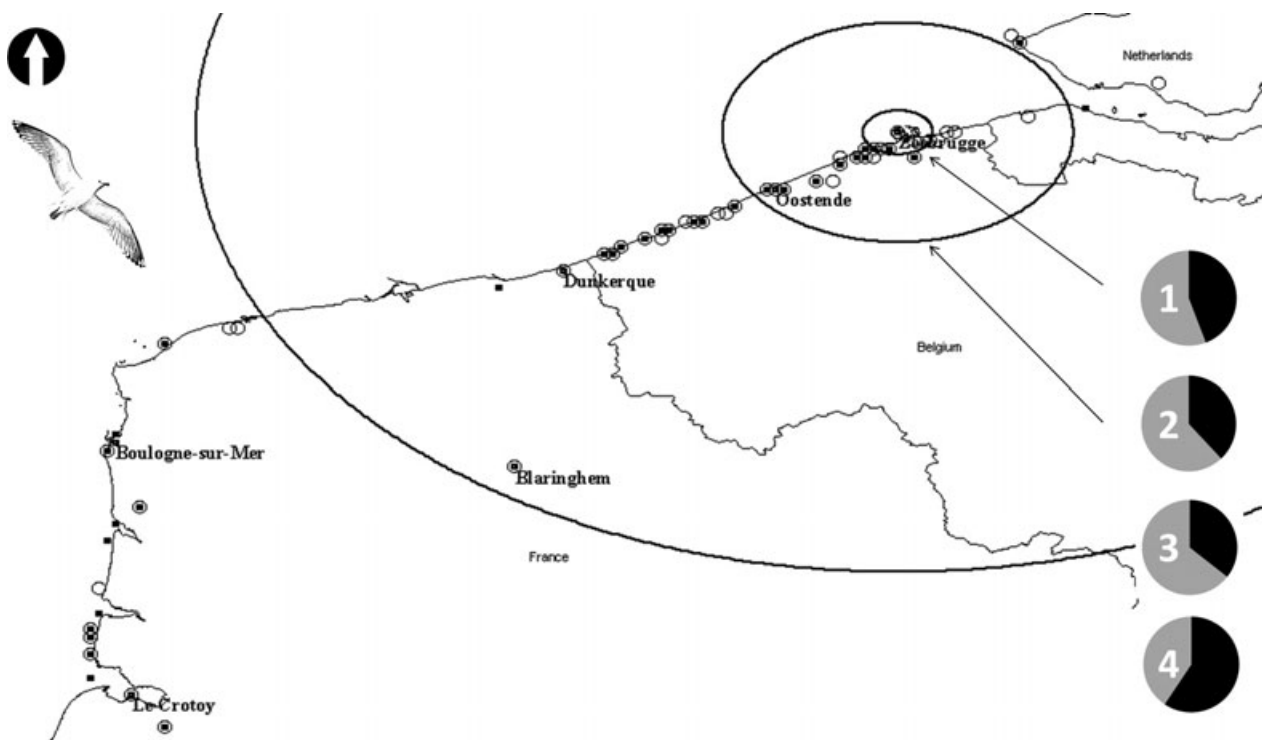 Netherlands
Zeebrugge
Oostende
Dunkerque
1
Belgium
2
Boulogne-sur-Mer
Blaringhem
3
France
4
Le Crotoy